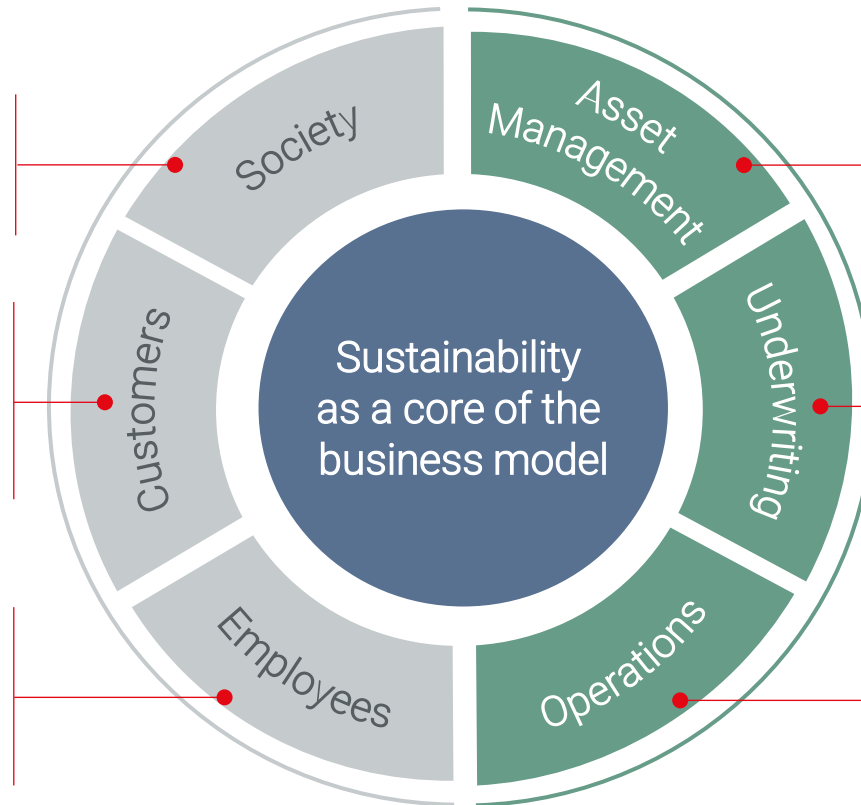 Society
Asset
Management
Customers
Sustainability
as a core of the
business model
Underwriting
Employees
Operations